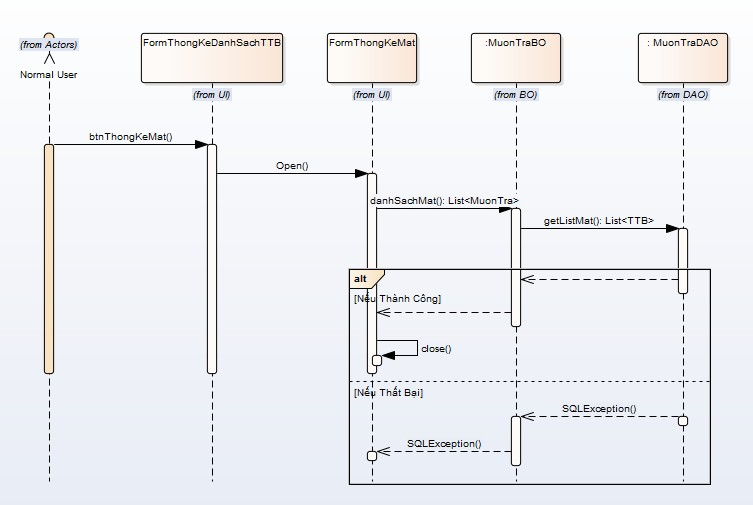 (from Actors)
Normal User
FormThongKeDanhSachTTB
(from UI)
FormThongKeMat
(from UI)
:MuonTraBO
(from BO)
: MuonTraDAO
(from DAO)
btnThongKeMat()
Open()
danhSachMat(): List<MuonTra>
getListMat(): List<TTB>
alt
[Nếu Thành Công]
close()
[Nếu Thất Bại]
SQLException()
SQLException()